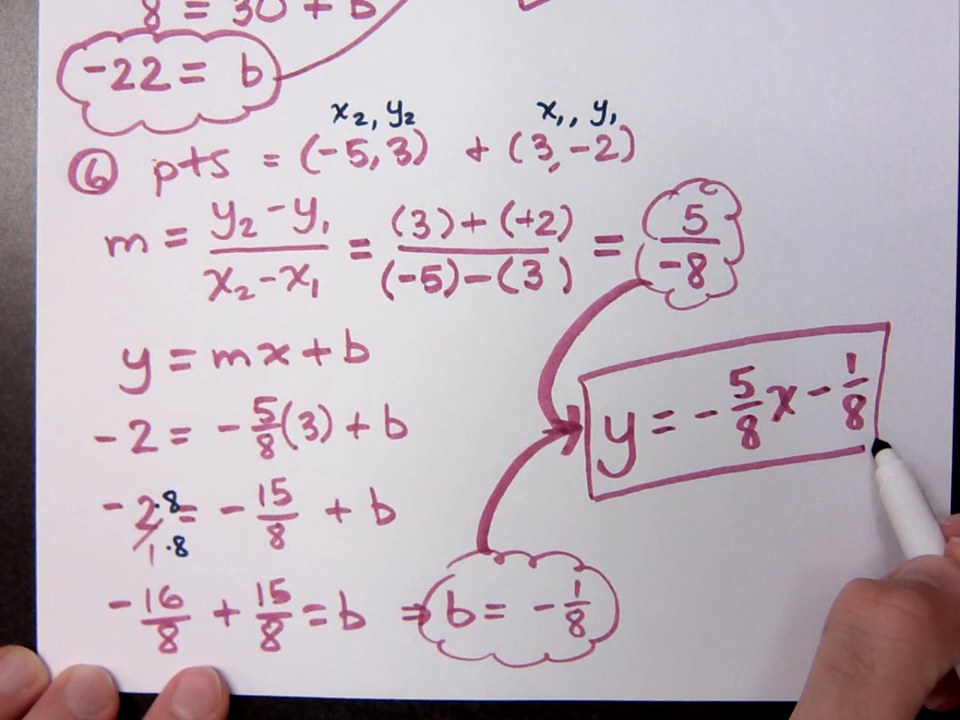 8 = 30 + b
-22 = b
x₂, y₂ x₁, y₁
⑥ pts = (-5, 3) + (3, -2)
m = y₂ - y₁ / x₂ - x₁ = (3) + (+2) / (-5) - (3) = 5 / -8
y = mx + b
-2 = -5/8 (3) + b
y = -5/8 x - 1/8
-2·8 / 1·8 = -15/8 + b
-16/8 + 15/8 = b ⇒ b = -1/8